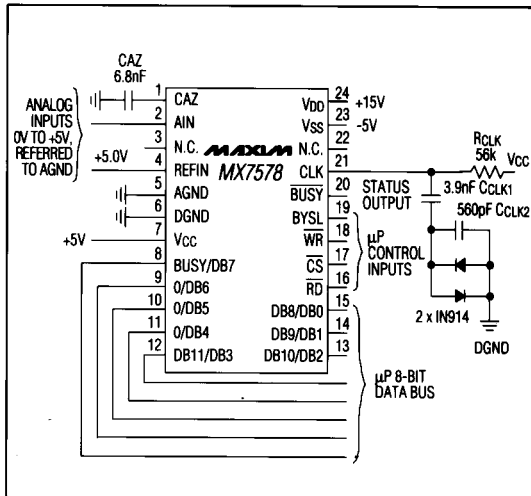 CAZ
6.8nF
ANALOG
INPUTS
0V TO +5V,
REFERRED
TO AGND
+5.0V
+5V
1 CAZ
2 AIN
3 N.C.
4 REFIN
5 AGND
6 DGND
7 VCC
8 BUSY/DB7
9 0/DB6
10 0/DB5
11 0/DB4
12 DB11/DB3
MAXIM
MX7578
VDD 24 +15V
VSS 23 -5V
N.C. 22
CLK 21
BUSY 20
BYSL 19
WR 18
CS 17
RD 16
DB8/DB0 15
DB9/DB1 14
DB10/DB2 13
STATUS
OUTPUT
µP
CONTROL
INPUTS
µP 8-BIT
DATA BUS
RCLK
56k
VCC
3.9nF CCLK1
560pF CCLK2
2 x IN914
DGND